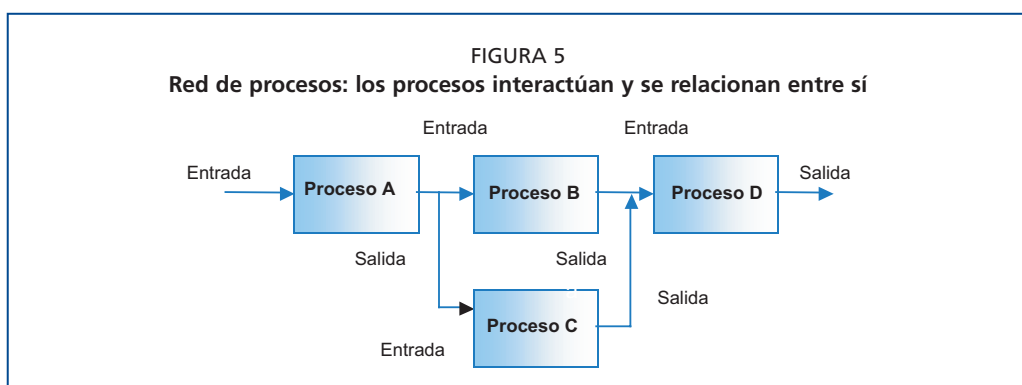 FIGURA 5
Red de procesos: los procesos interactúan y se relacionan entre sí
Entrada
Entrada
Entrada
Proceso A
Proceso B
Proceso D
Salida
Salida
Salida
Salida
Proceso C
Entrada